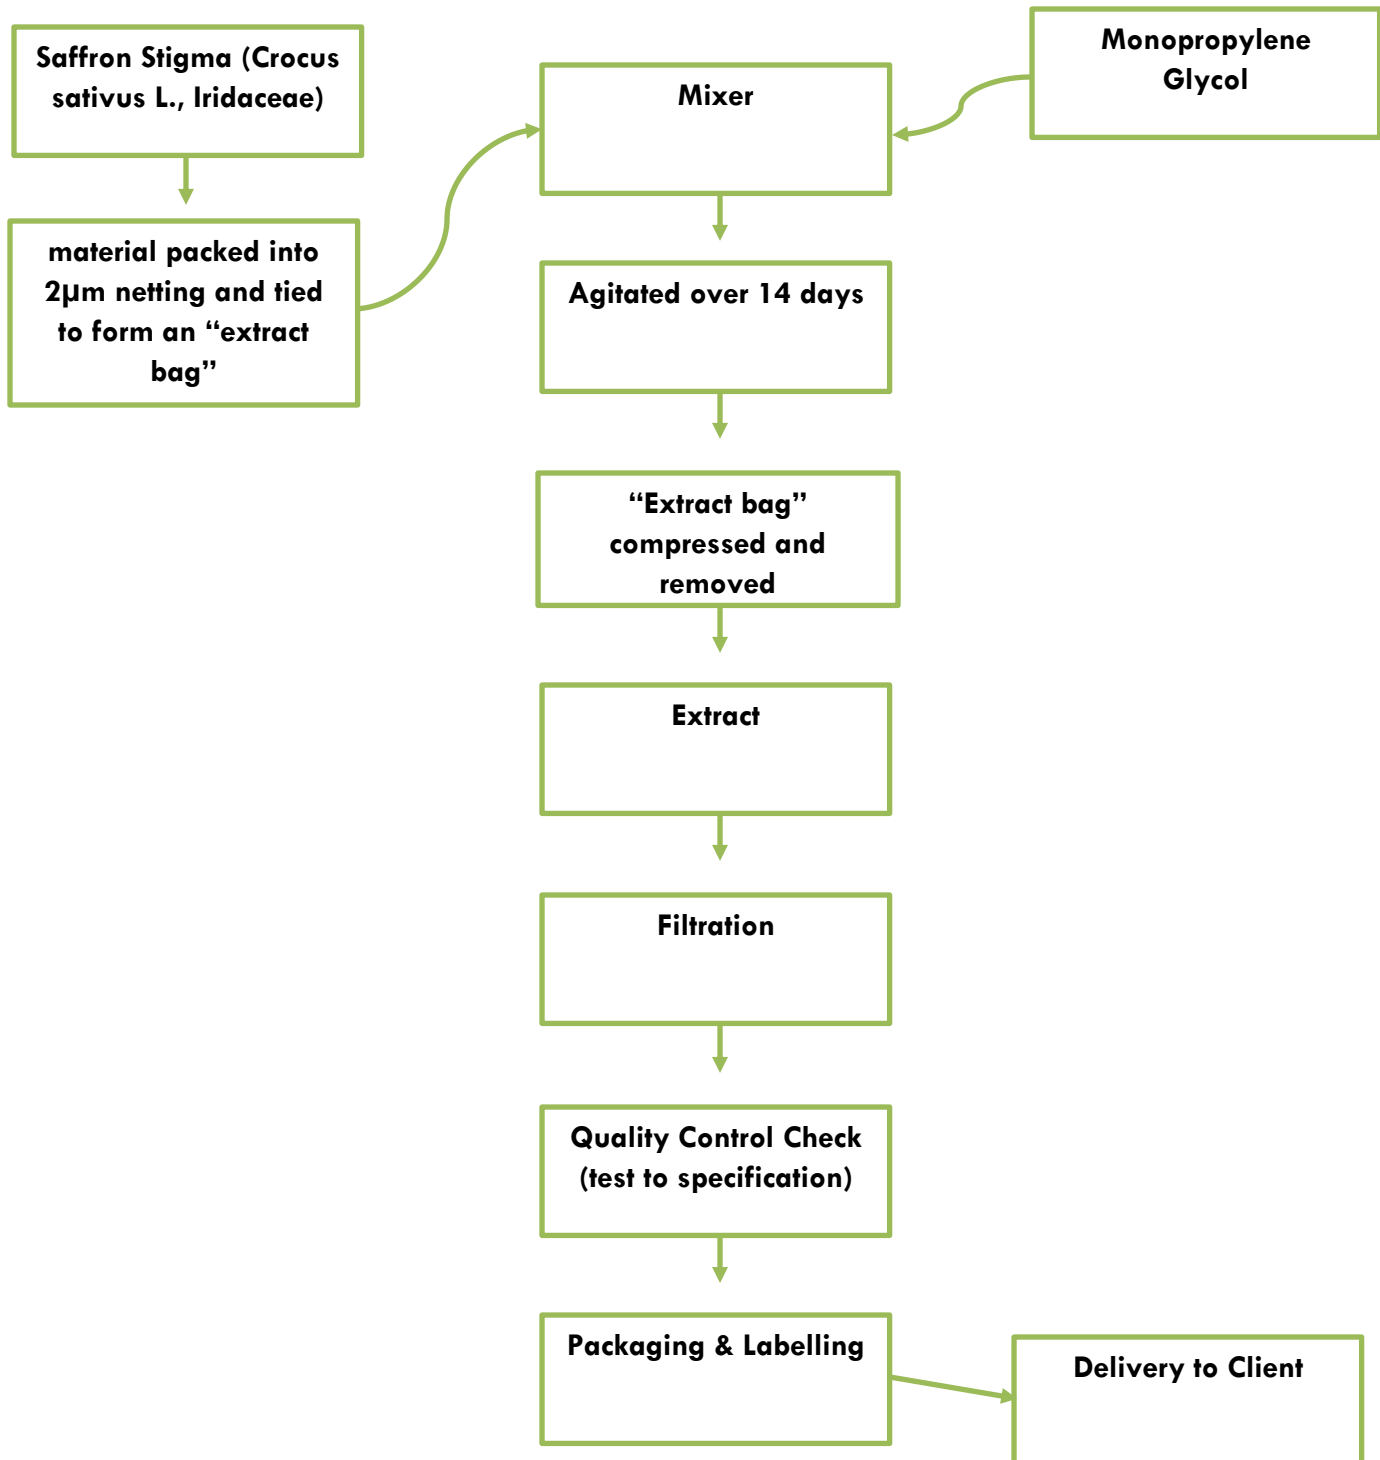 Saffron Stigma (Crocus
sativus L., Iridaceae)
Monopropylene
Glycol
Mixer
material packed into
2µm netting and tied
to form an “extract
bag”
Agitated over 14 days
“Extract bag”
compressed and
removed
Extract
Filtration
Quality Control Check
(test to specification)
Packaging & Labelling
Delivery to Client